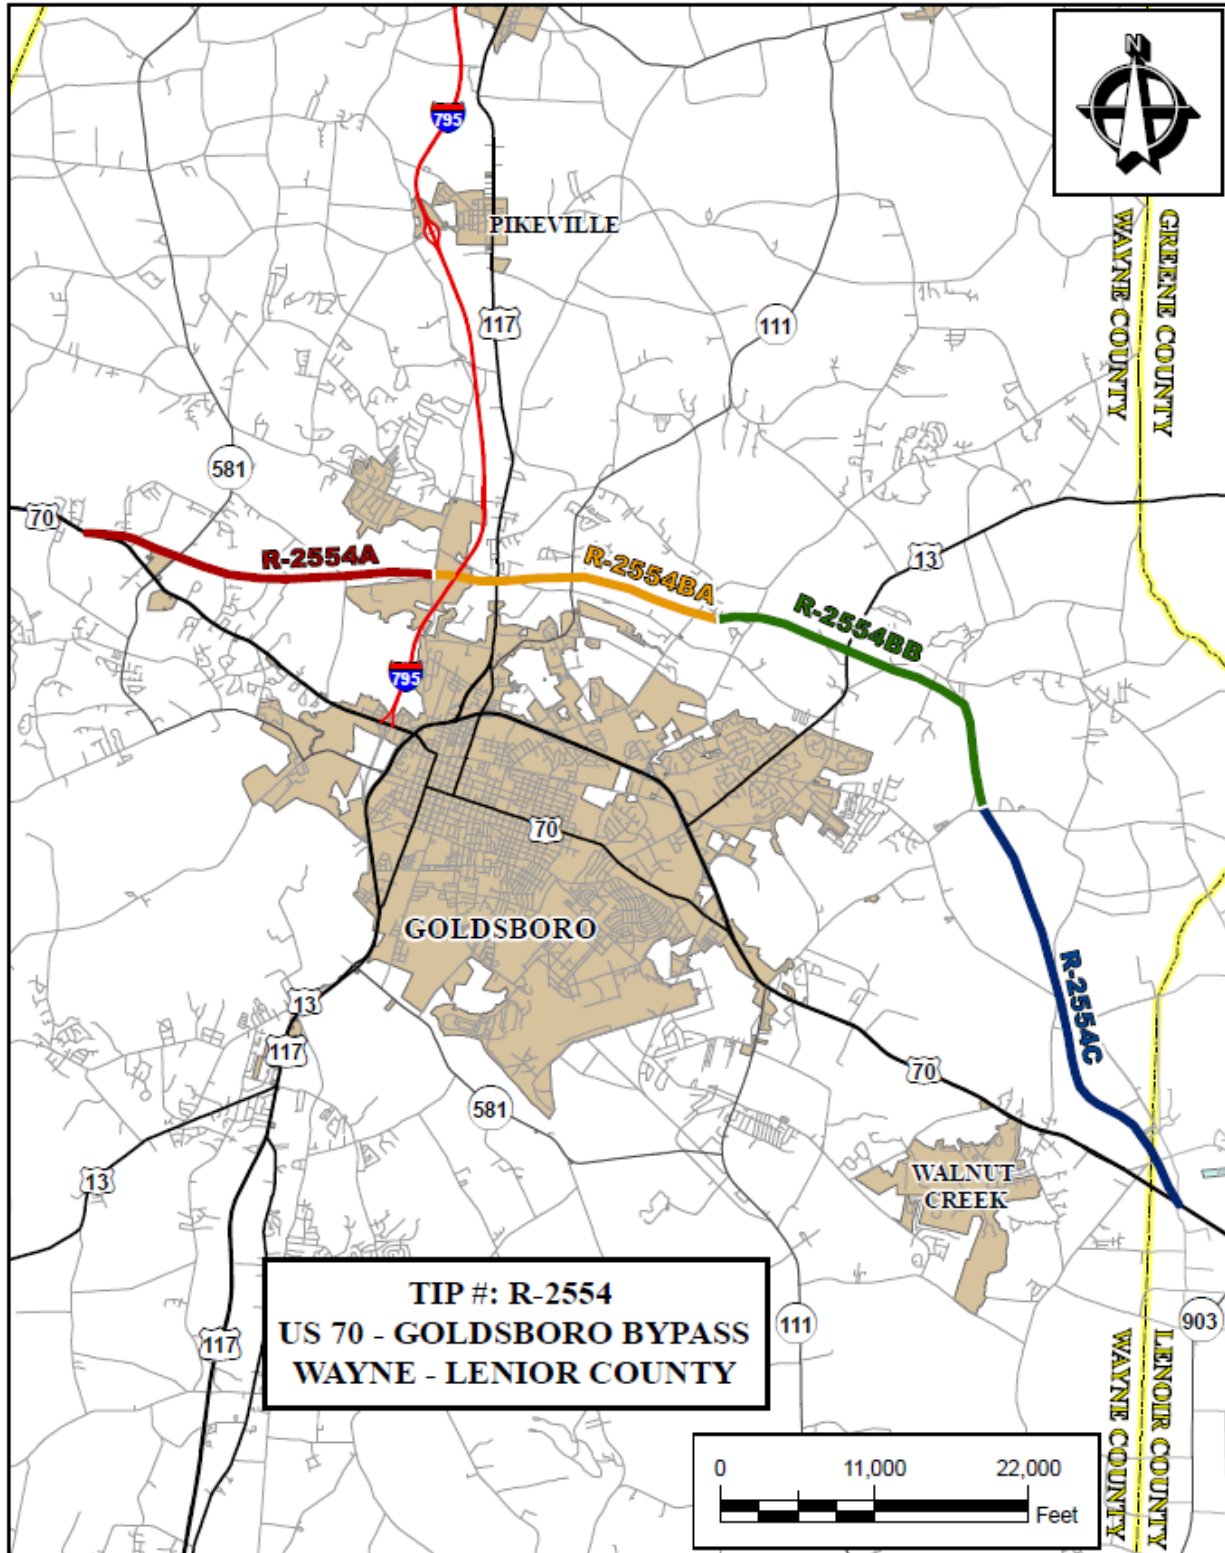 N
795
PIKEVILLE
117
111
GREENE COUNTY
WAYNE COUNTY
581
70
R-2554A
R-2554BA
13
R-2554BB
795
70
GOLDSBORO
R-2554C
13
117
70
581
13
WALNUT
CREEK
TIP #: R-2554
US 70 - GOLDSBORO BYPASS
WAYNE - LENIOR COUNTY
117
111
903
LENOIR COUNTY
WAYNE COUNTY
0 11,000 22,000
Feet